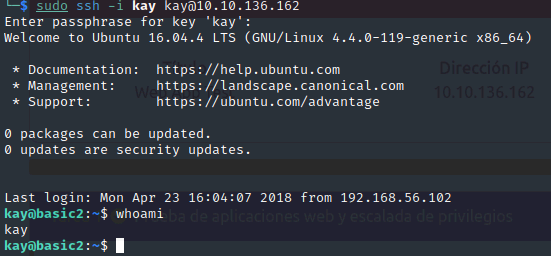 └─$ sudo ssh -i kay kay@10.10.136.162
Enter passphrase for key 'kay':
Welcome to Ubuntu 16.04.4 LTS (GNU/Linux 4.4.0-119-generic x86_64)
Dirección IP
* Documentation:  https://help.ubuntu.com
* Management:     https://landscape.canonical.com
10.10.136.162
* Support:        https://ubuntu.com/advantage
0 packages can be updated.
0 updates are security updates.
Last login: Mon Apr 23 16:04:07 2018 from 192.168.56.102
kay@basic2:~$ whoami
de aplicaciones web y escalada de privilegios
kay
kay@basic2:~$